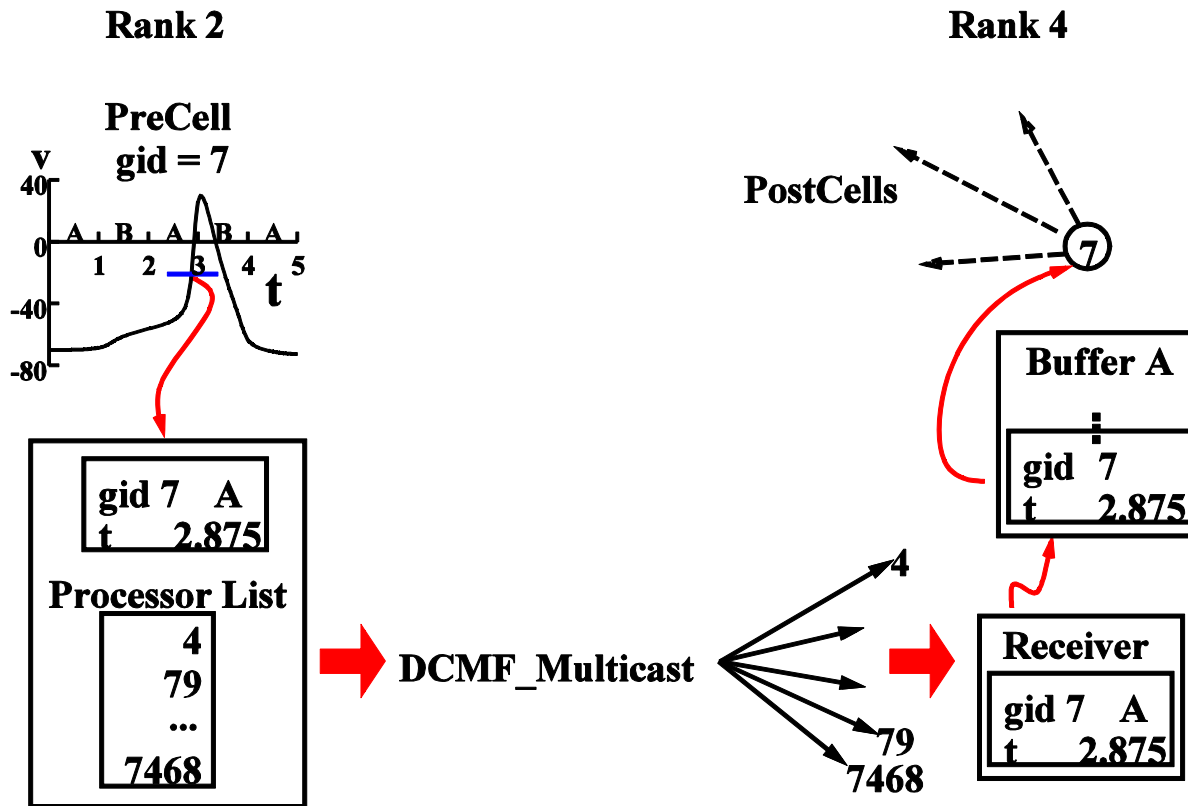 Rank 2
PreCell
gid = 7
v
40
0
-40
-80
A B A B A
1 2 3 4 5
t
gid 7 A
t 2.875
Processor List
4
79
...
7468
DCMF_Multicast
4
79
7468
Rank 4
PostCells
7
Buffer A
gid 7
t 2.875
Receiver
gid 7 A
t 2.875